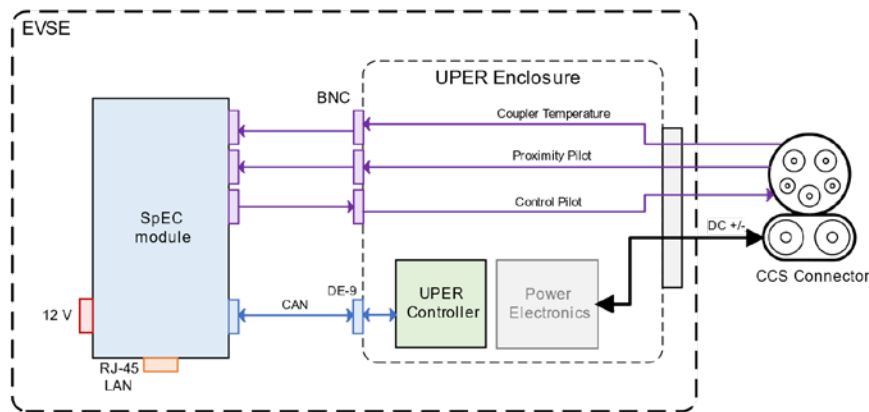 EVSE
UPER Enclosure
BNC
Coupler Temperature
Proximity Pilot
Control Pilot
SpEC
module
DC +/-
CCS Connector
12 V
CAN
DE-9
UPER
Controller
Power
Electronics
RJ-45
LAN